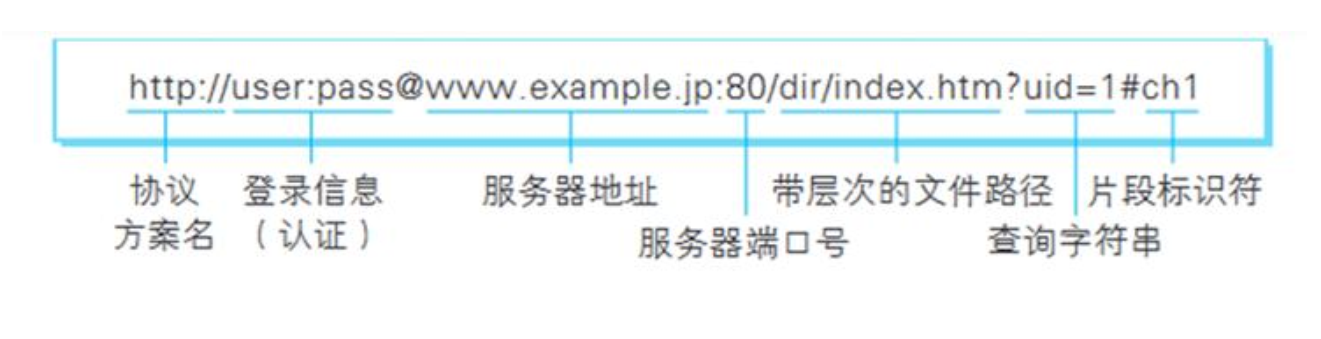 http://user:pass@www.example.jp:80/dir/index.htm?uid=1#ch1
协议
方案名
登录信息
（认证）
服务器地址
服务器端口号
带层次的文件路径
查询字符串
片段标识符